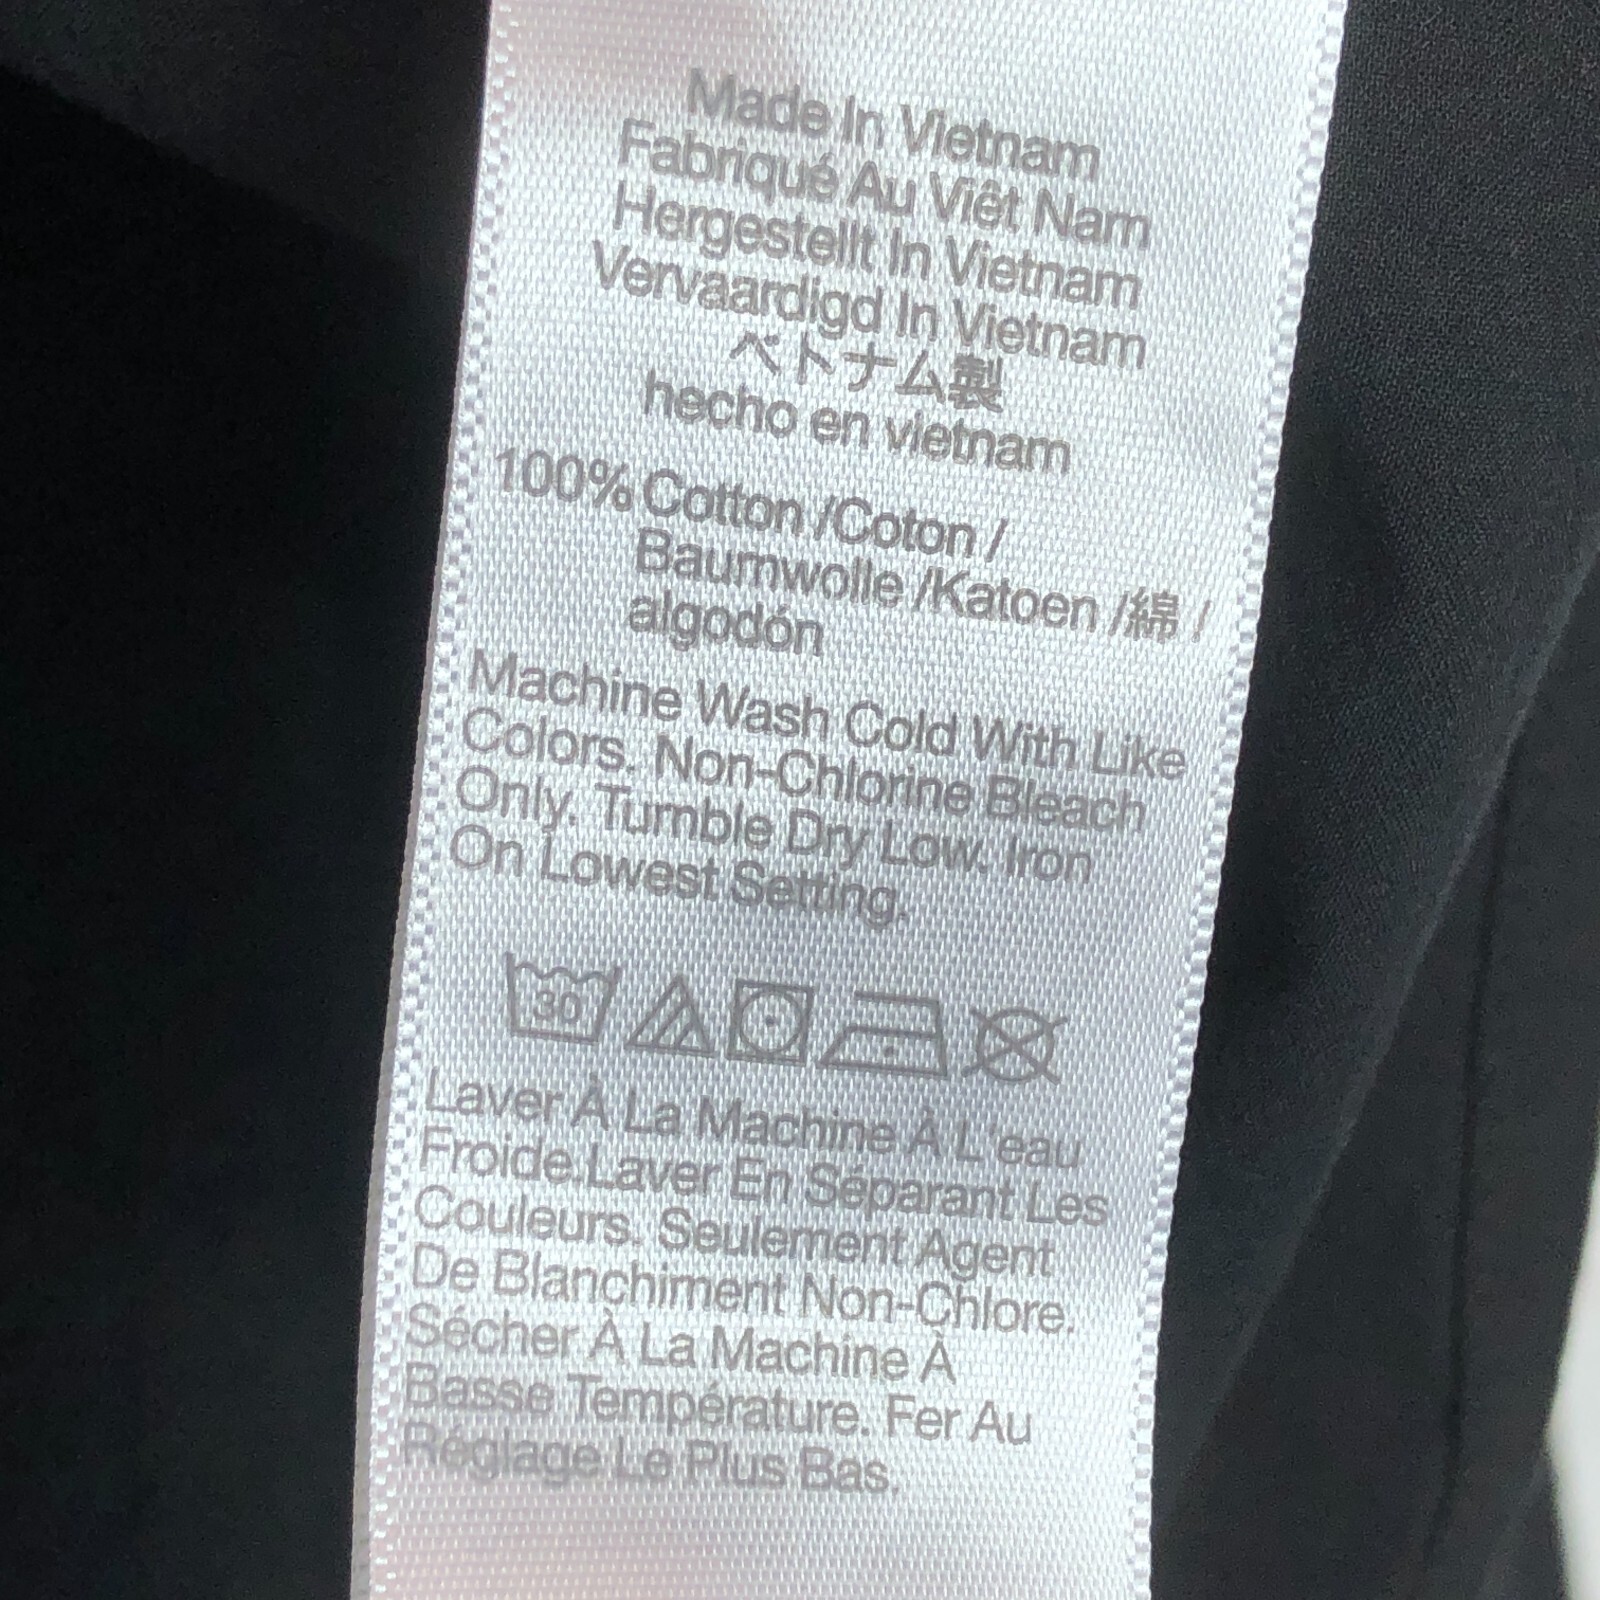 Made In Vietnam
Fabriqué Au Viêt Nam
Hergestellt In Vietnam
Vervaardigd In Vietnam
ベトナム製
hecho en vietnam
100% Cotton /Coton /
Baumwolle /Katoen /綿 /
algodón
Machine Wash Cold With Like
Colors. Non-Chlorine Bleach
Only. Tumble Dry Low. Iron
On Lowest Setting.
30
Laver À La Machine À L'eau
Froide.Laver En Séparant Les
Couleurs. Seulement Agent
De Blanchiment Non-Chlore.
Sécher À La Machine À
Basse Température. Fer Au
Réglage Le Plus Bas.